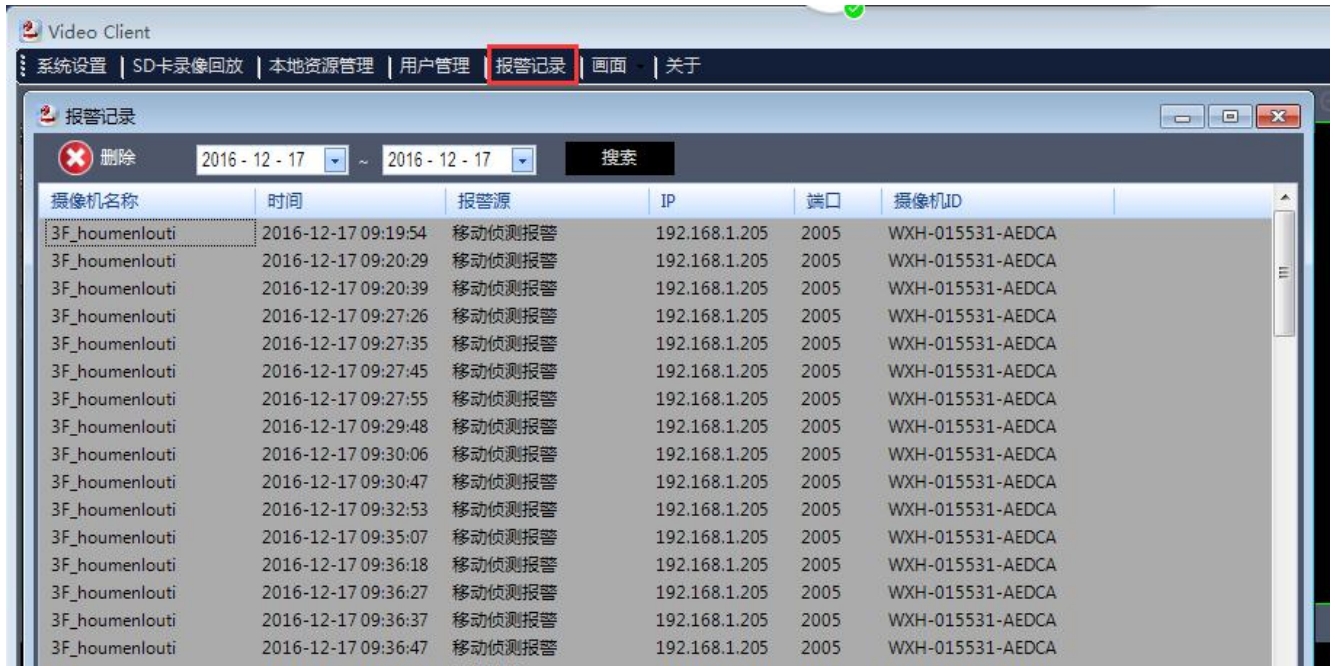 Video Client
系统设置 | SD卡录像回放 | 本地资源管理 | 用户管理 | 报警记录 | 画面 | 关于
报警记录
删除 2016 - 12 - 17 ~ 2016 - 12 - 17 搜索
摄像机名称 时间 报警源 IP 端口 摄像机ID
3F_houmenlouti 2016-12-17 09:19:54 移动侦测报警 192.168.1.205 2005 WXH-015531-AEDCA
3F_houmenlouti 2016-12-17 09:20:29 移动侦测报警 192.168.1.205 2005 WXH-015531-AEDCA
3F_houmenlouti 2016-12-17 09:20:39 移动侦测报警 192.168.1.205 2005 WXH-015531-AEDCA
3F_houmenlouti 2016-12-17 09:27:26 移动侦测报警 192.168.1.205 2005 WXH-015531-AEDCA
3F_houmenlouti 2016-12-17 09:27:35 移动侦测报警 192.168.1.205 2005 WXH-015531-AEDCA
3F_houmenlouti 2016-12-17 09:27:45 移动侦测报警 192.168.1.205 2005 WXH-015531-AEDCA
3F_houmenlouti 2016-12-17 09:27:55 移动侦测报警 192.168.1.205 2005 WXH-015531-AEDCA
3F_houmenlouti 2016-12-17 09:29:48 移动侦测报警 192.168.1.205 2005 WXH-015531-AEDCA
3F_houmenlouti 2016-12-17 09:30:06 移动侦测报警 192.168.1.205 2005 WXH-015531-AEDCA
3F_houmenlouti 2016-12-17 09:30:47 移动侦测报警 192.168.1.205 2005 WXH-015531-AEDCA
3F_houmenlouti 2016-12-17 09:32:53 移动侦测报警 192.168.1.205 2005 WXH-015531-AEDCA
3F_houmenlouti 2016-12-17 09:35:07 移动侦测报警 192.168.1.205 2005 WXH-015531-AEDCA
3F_houmenlouti 2016-12-17 09:36:18 移动侦测报警 192.168.1.205 2005 WXH-015531-AEDCA
3F_houmenlouti 2016-12-17 09:36:27 移动侦测报警 192.168.1.205 2005 WXH-015531-AEDCA
3F_houmenlouti 2016-12-17 09:36:37 移动侦测报警 192.168.1.205 2005 WXH-015531-AEDCA
3F_houmenlouti 2016-12-17 09:36:47 移动侦测报警 192.168.1.205 2005 WXH-015531-AEDCA